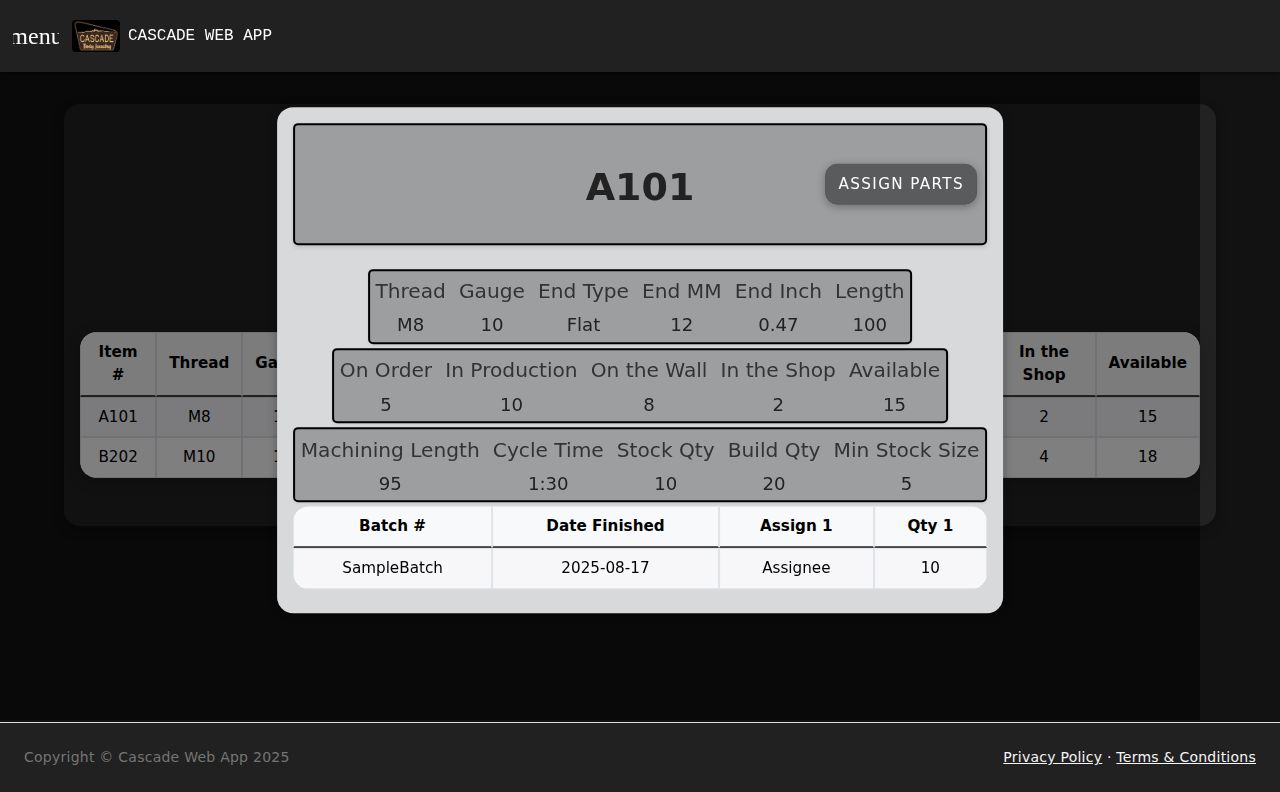 menu
CASCADE
Body Jewelry
CASCADE WEB APP
A101
ASSIGN PARTS
Thread Gauge End Type End MM End Inch Length
M8 10 Flat 12 0.47 100
On Order In Production On the Wall In the Shop Available
5 10 8 2 15
Machining Length Cycle Time Stock Qty Build Qty Min Stock Size
95 1:30 10 20 5
Batch # Date Finished Assign 1 Qty 1
SampleBatch 2025-08-17 Assignee 10
Item # Thread Ga In the Shop Available
A101 M8 2 15
B202 M10 4 18
Copyright © Cascade Web App 2025
Privacy Policy · Terms & Conditions